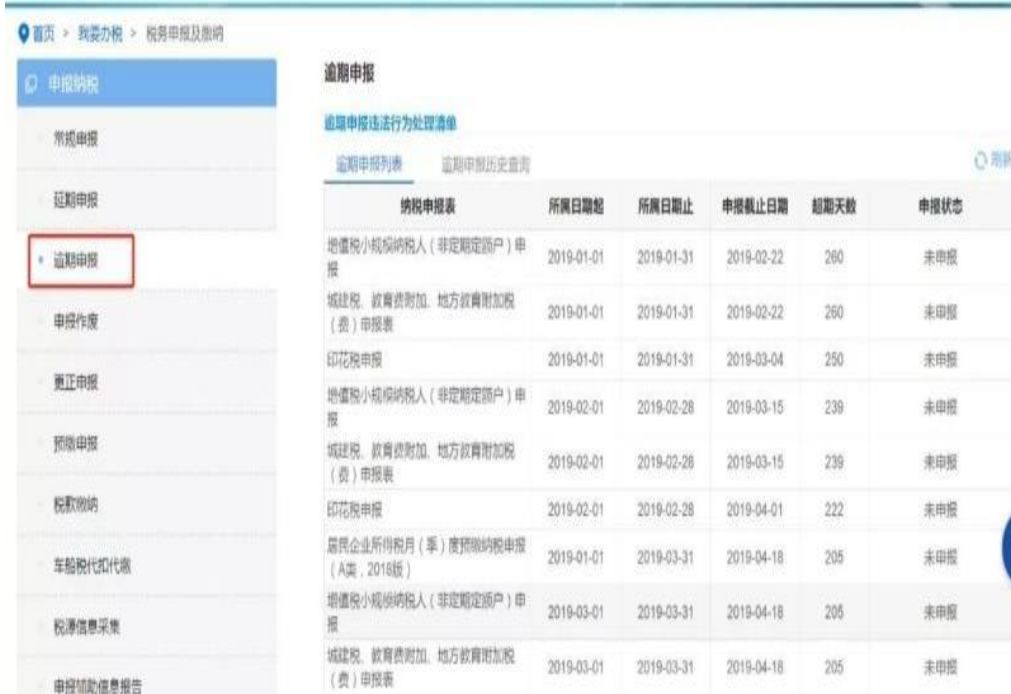 首页 > 我要办税 > 税务申报及缴纳
申报纳税
常规申报
延期申报
逾期申报
申报作废
更正申报
预缴申报
税款缴纳
车船税代扣代缴
税源信息采集
申报辅助信息报告
逾期申报
逾期申报违法行为处理清单
逾期申报列表 逾期申报历史查询 刷新
纳税申报表 所属日期起 所属日期止 申报截止日期 超期天数 申报状态
增值税小规模纳税人（非定期定额户）申
报 2019-01-01 2019-01-31 2019-02-22 260 未申报
城建税、教育费附加、地方教育附加税
（费）申报表 2019-01-01 2019-01-31 2019-02-22 260 未申报
印花税申报 2019-01-01 2019-01-31 2019-03-04 250 未申报
增值税小规模纳税人（非定期定额户）申
报 2019-02-01 2019-02-28 2019-03-15 239 未申报
城建税、教育费附加、地方教育附加税
（费）申报表 2019-02-01 2019-02-28 2019-03-15 239 未申报
印花税申报 2019-02-01 2019-02-28 2019-04-01 222 未申报
居民企业所得税月（季）度预缴纳税申报
（A类，2018版） 2019-01-01 2019-03-31 2019-04-18 205 未申报
增值税小规模纳税人（非定期定额户）申
报 2019-03-01 2019-03-31 2019-04-18 205 未申报
城建税、教育费附加、地方教育附加税
（费）申报表 2019-03-01 2019-03-31 2019-04-18 205 未申报